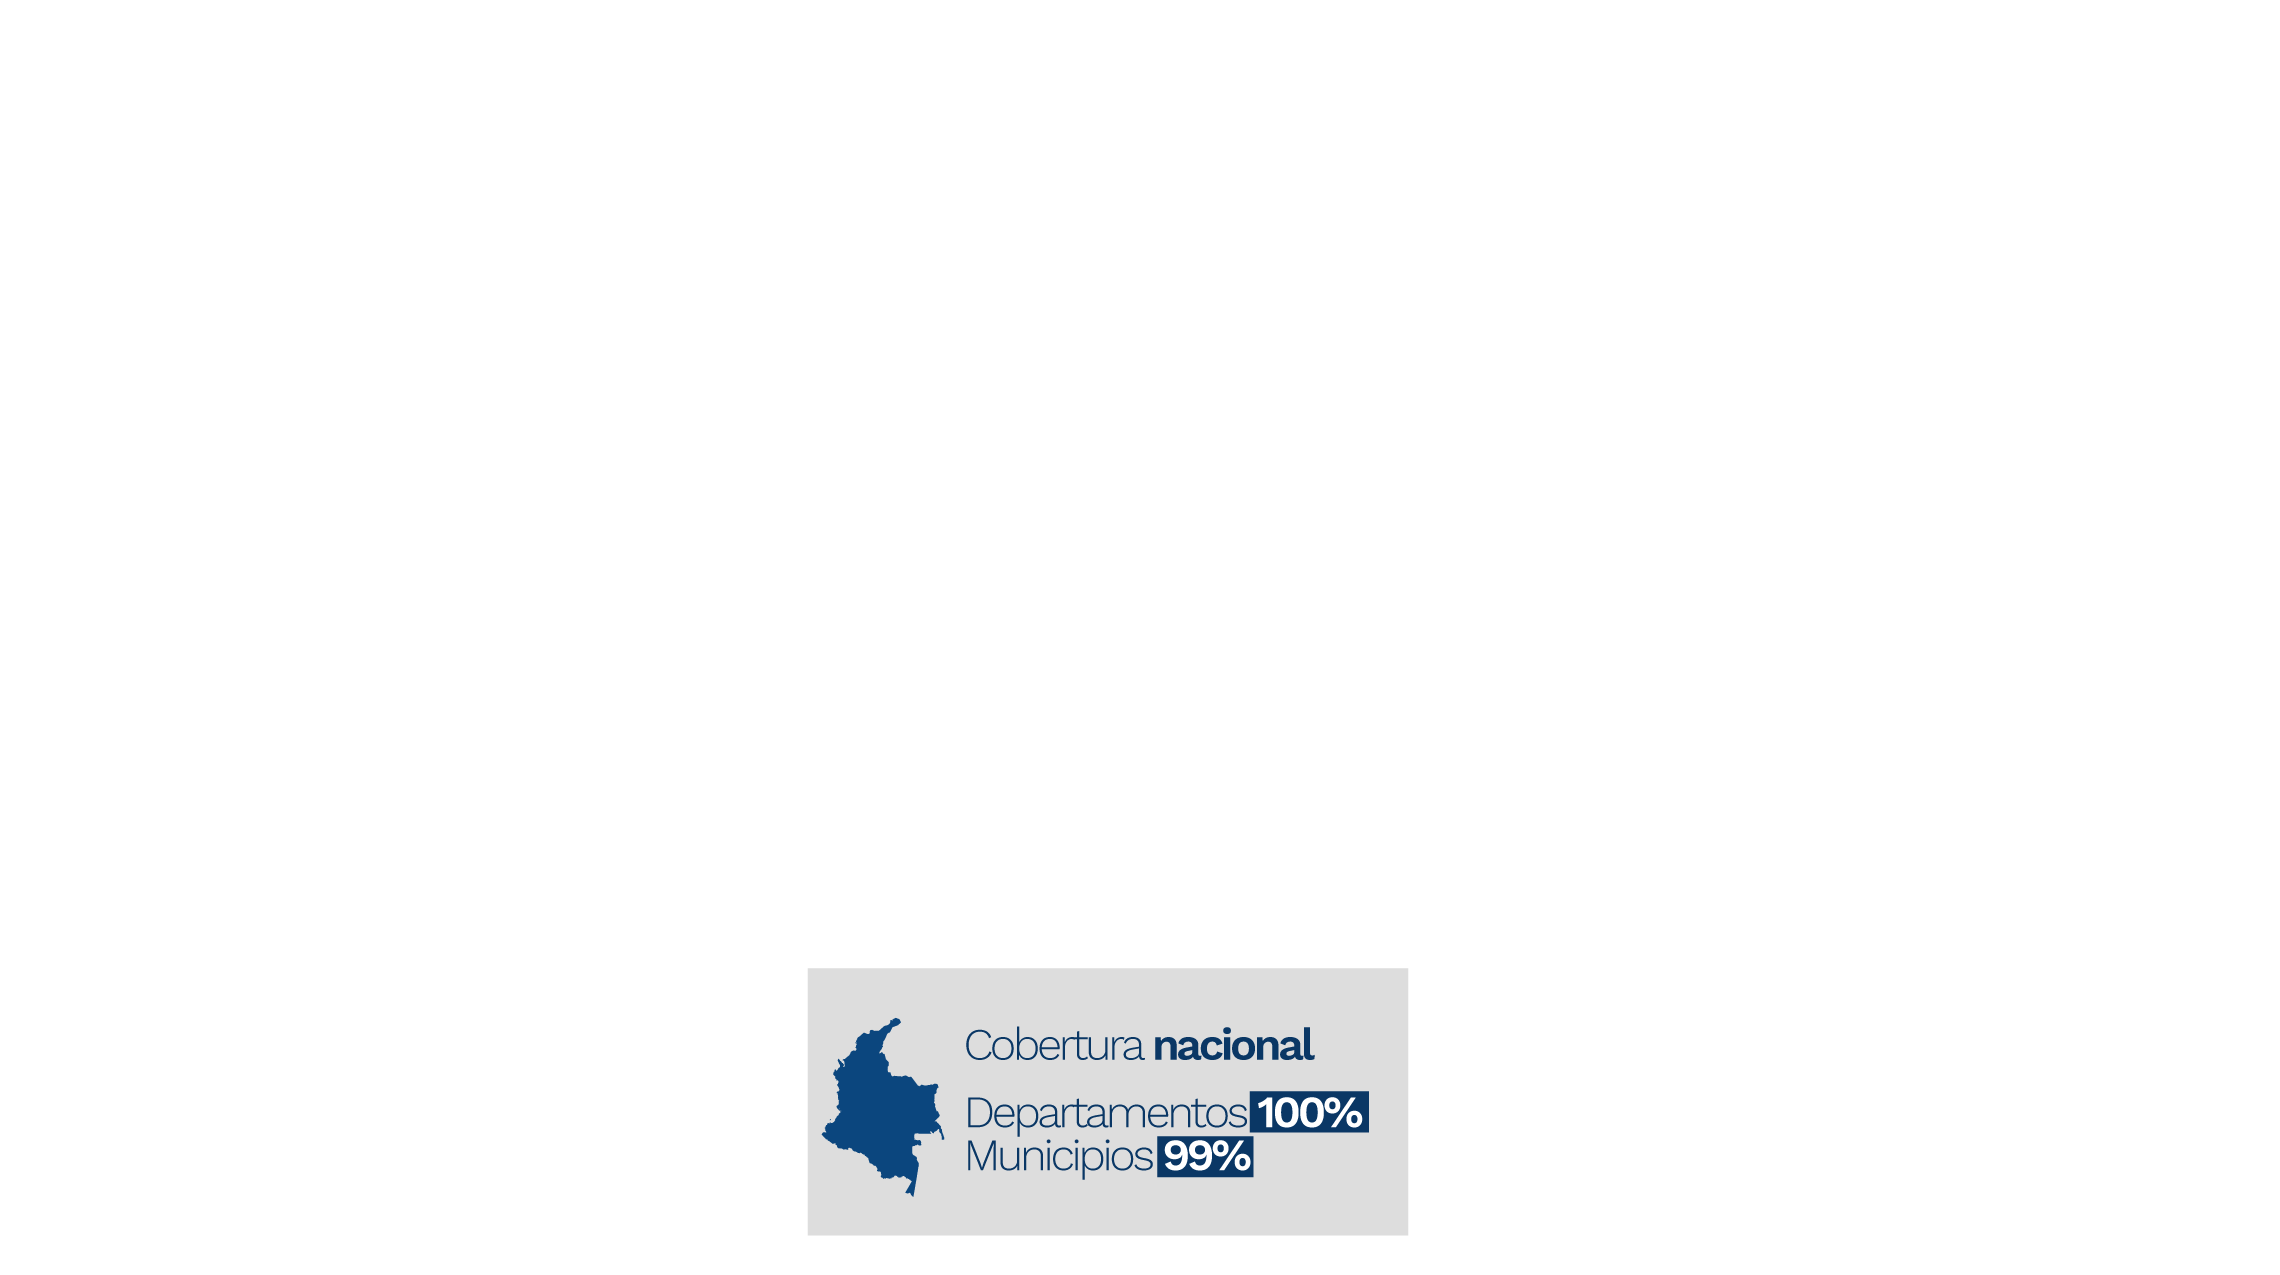 Cobertura nacional
Departamentos 100%
Municipios 99%